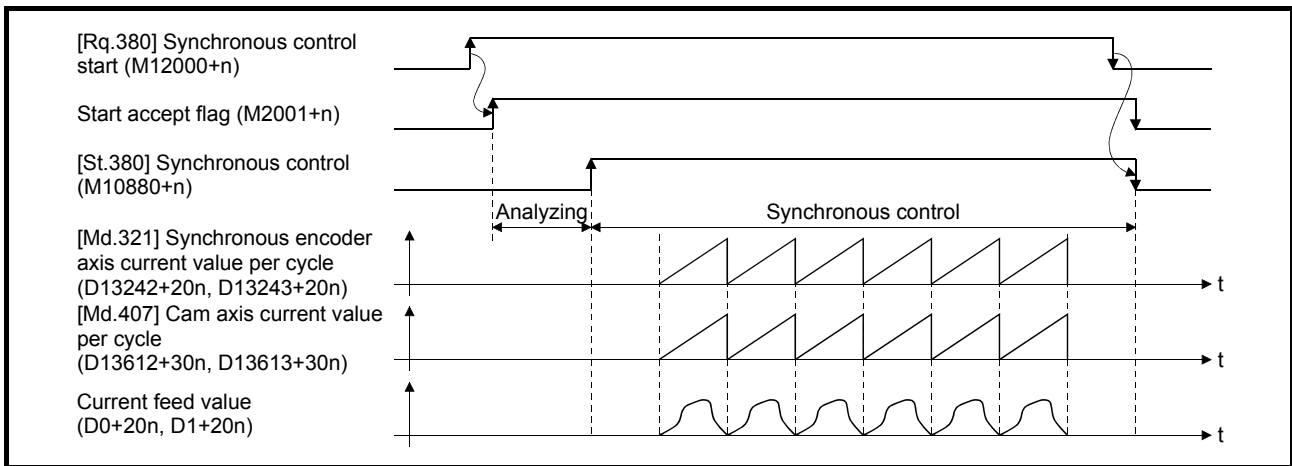 [Rq.380] Synchronous control
start (M12000+n)
Start accept flag (M2001+n)
[St.380] Synchronous control
(M10880+n)
Analyzing
Synchronous control
[Md.321] Synchronous encoder
axis current value per cycle
(D13242+20n, D13243+20n)
t
[Md.407] Cam axis current value
per cycle
(D13612+30n, D13613+30n)
t
Current feed value
(D0+20n, D1+20n)
t